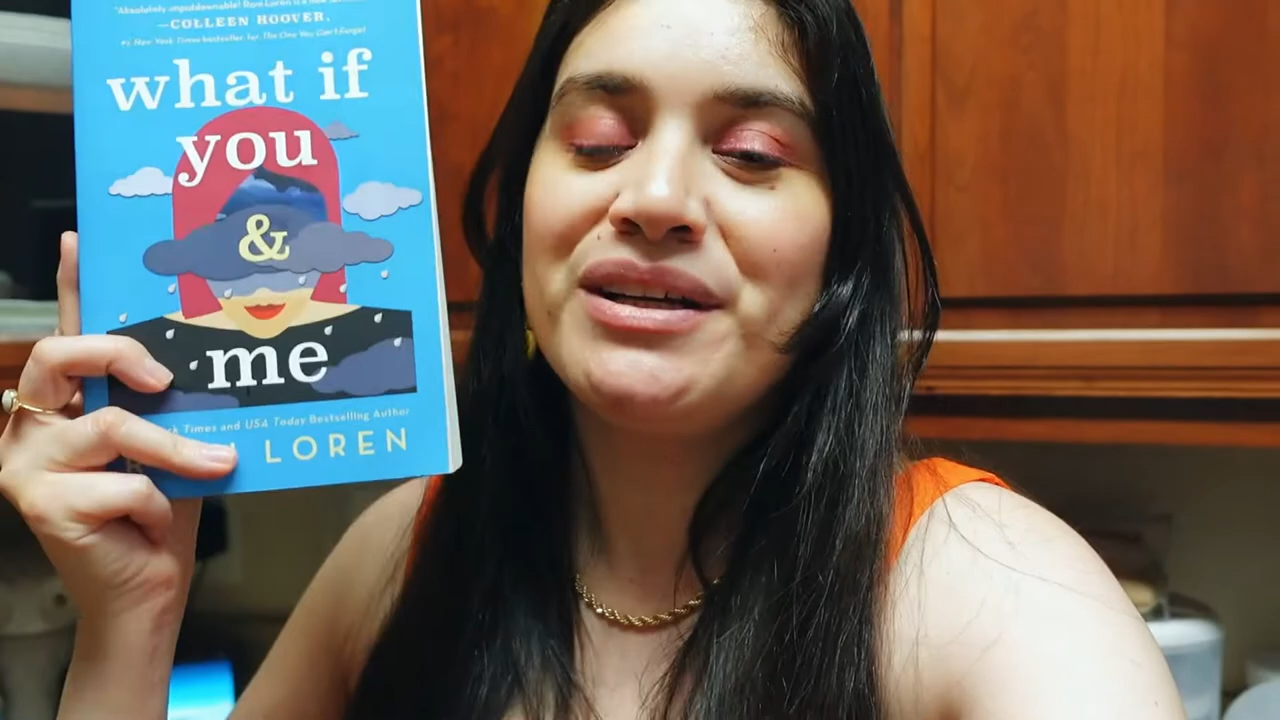 "Absolutely unputdownable! Roni Loren is a new
—COLLEEN HOOVER,
#1 New York Times bestseller for The One You Can't Forget
what if
you
&
me
Times and USA Today Bestselling Author
LOREN